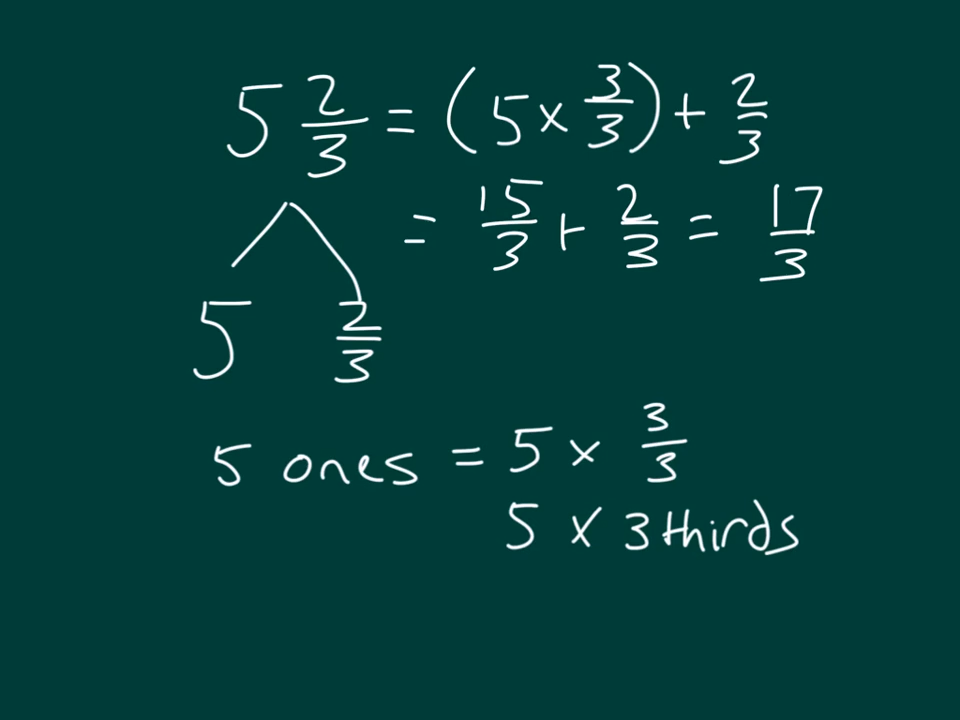 5 2/3 = (5 × 3/3) + 2/3
= 15/3 + 2/3 = 17/3
5 2/3
5 ones = 5 × 3/3
5 × 3 thirds